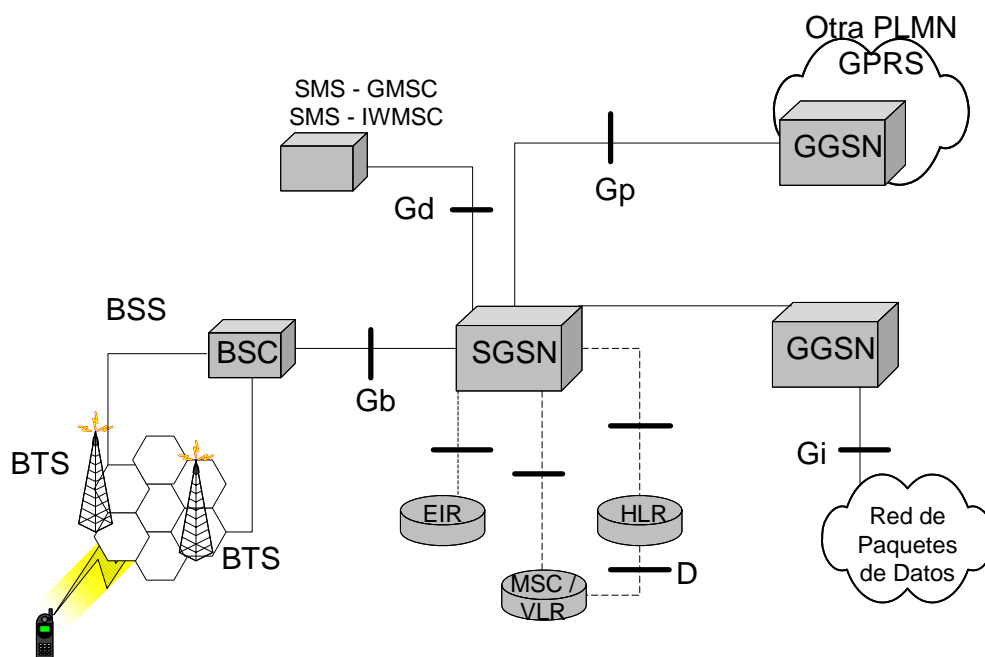 Otra PLMN
GPRS
SMS - GMSC
SMS - IWMSC
GGSN
Gp
Gd
BSS
BSC
SGSN
GGSN
Gb
BTS
Gi
EIR
HLR
Red de
Paquetes
de Datos
BTS
MSC /
VLR
D